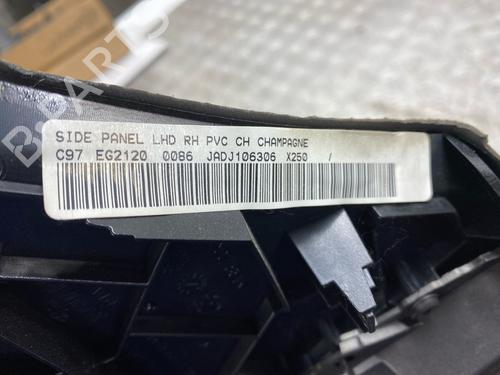 SIDE PANEL LHD RH PVC CH CHAMPAGNE
C97 EG2120 0086 JADJ106306 X250 /